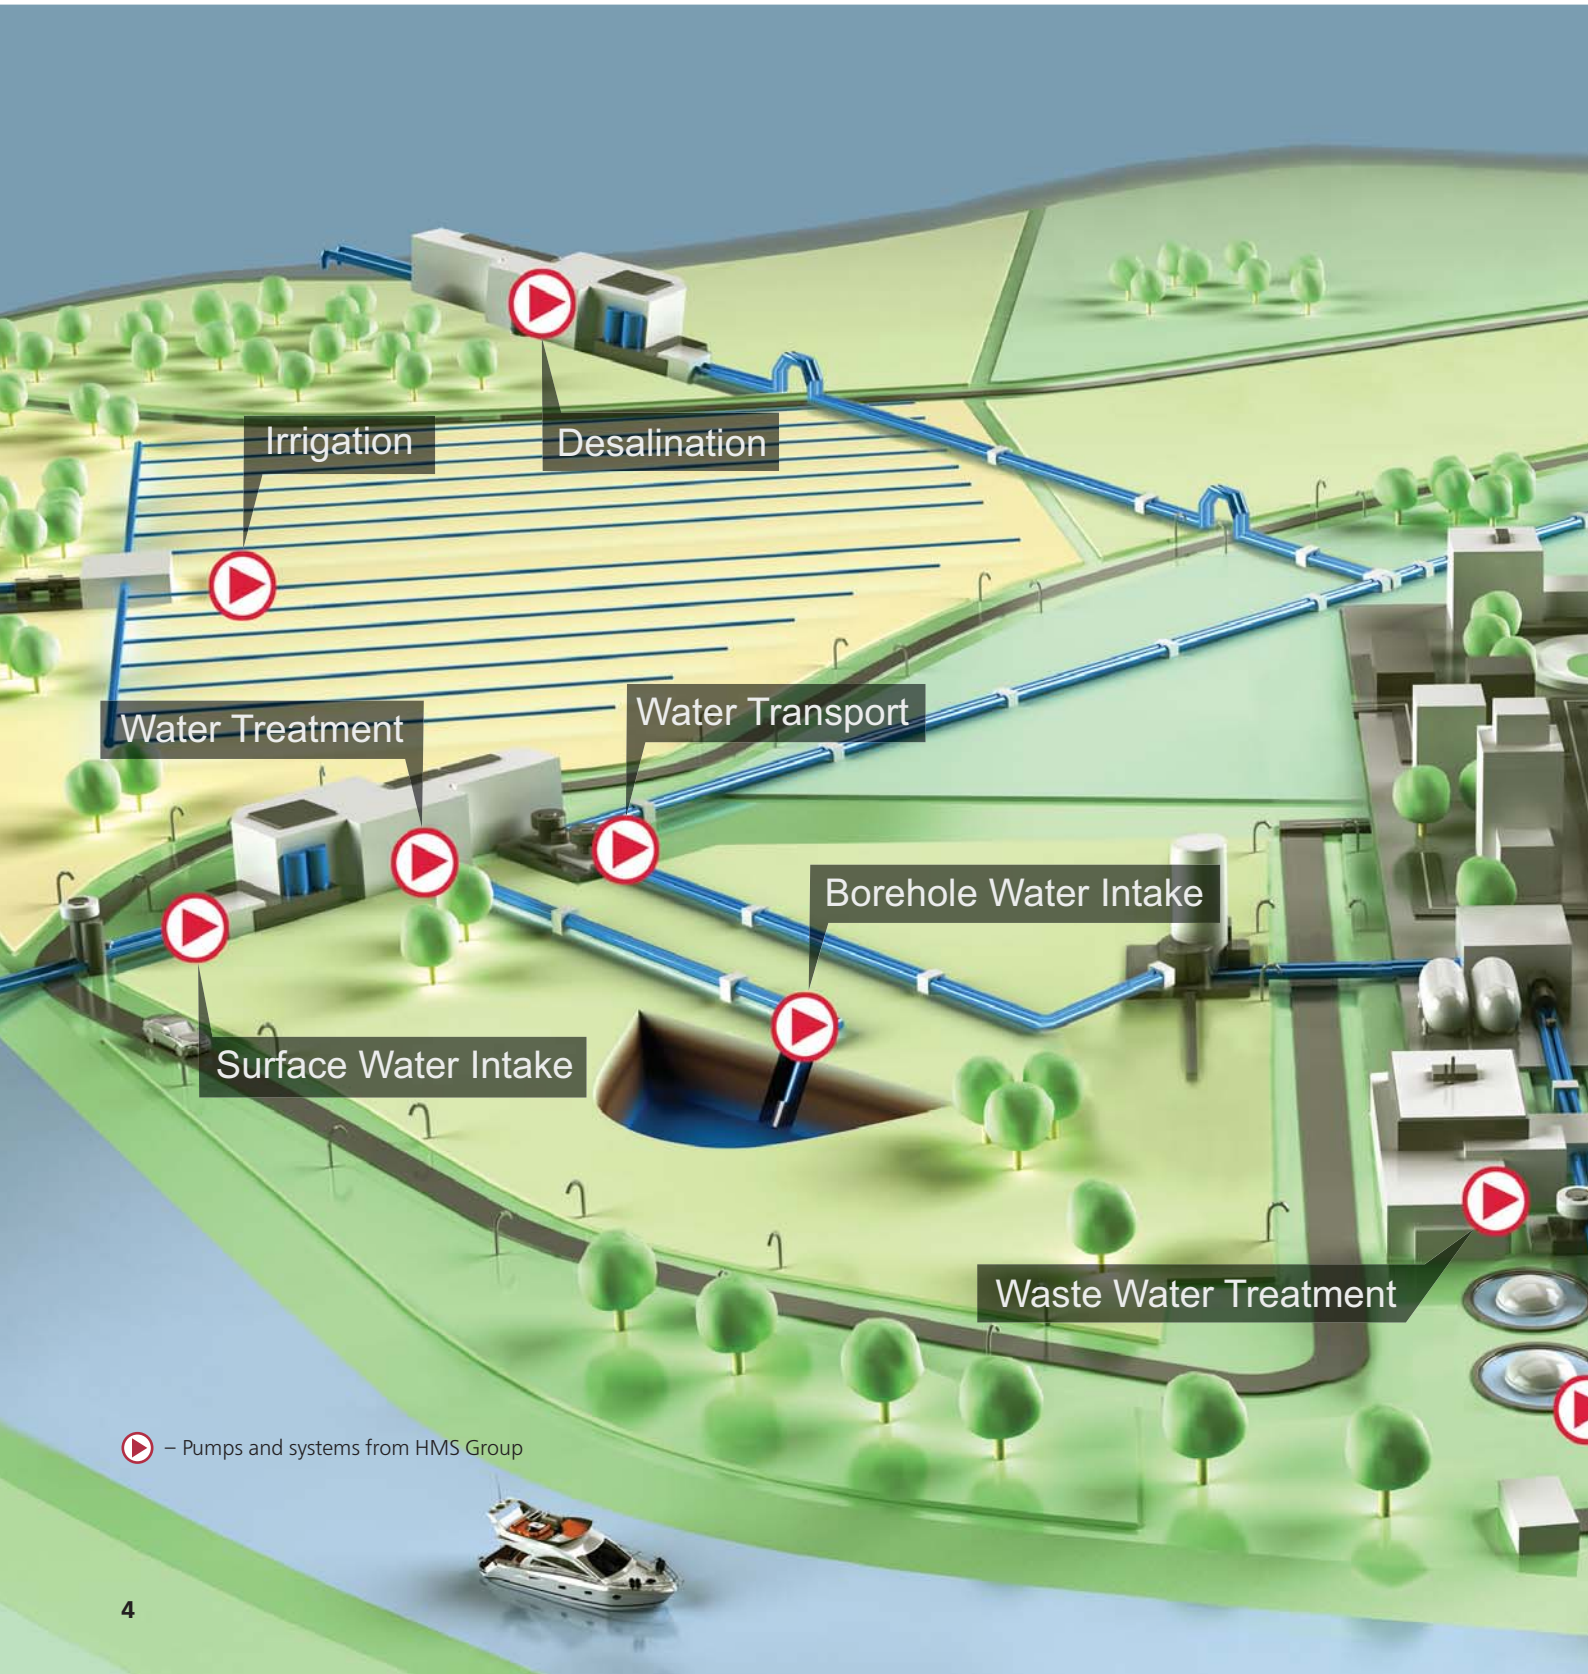 Irrigation
Desalination
Water Treatment
Water Transport
Borehole Water Intake
Surface Water Intake
Waste Water Treatment
– Pumps and systems from HMS Group
4